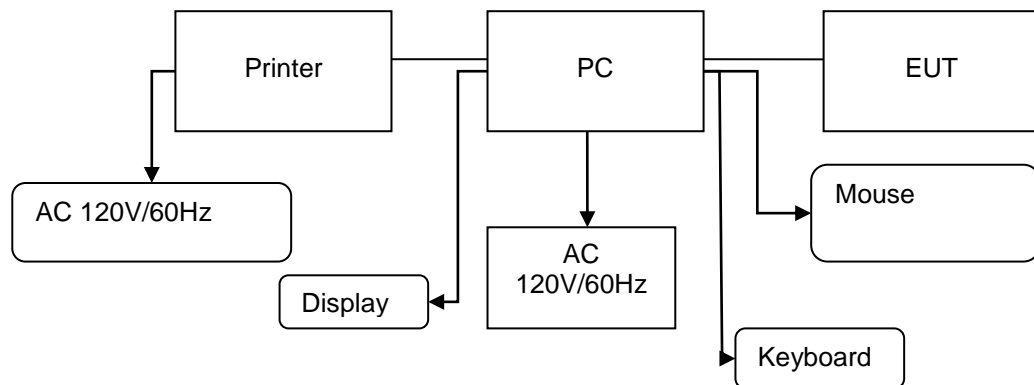 Printer
PC
EUT
AC 120V/60Hz
Mouse
AC
120V/60Hz
Display
Keyboard